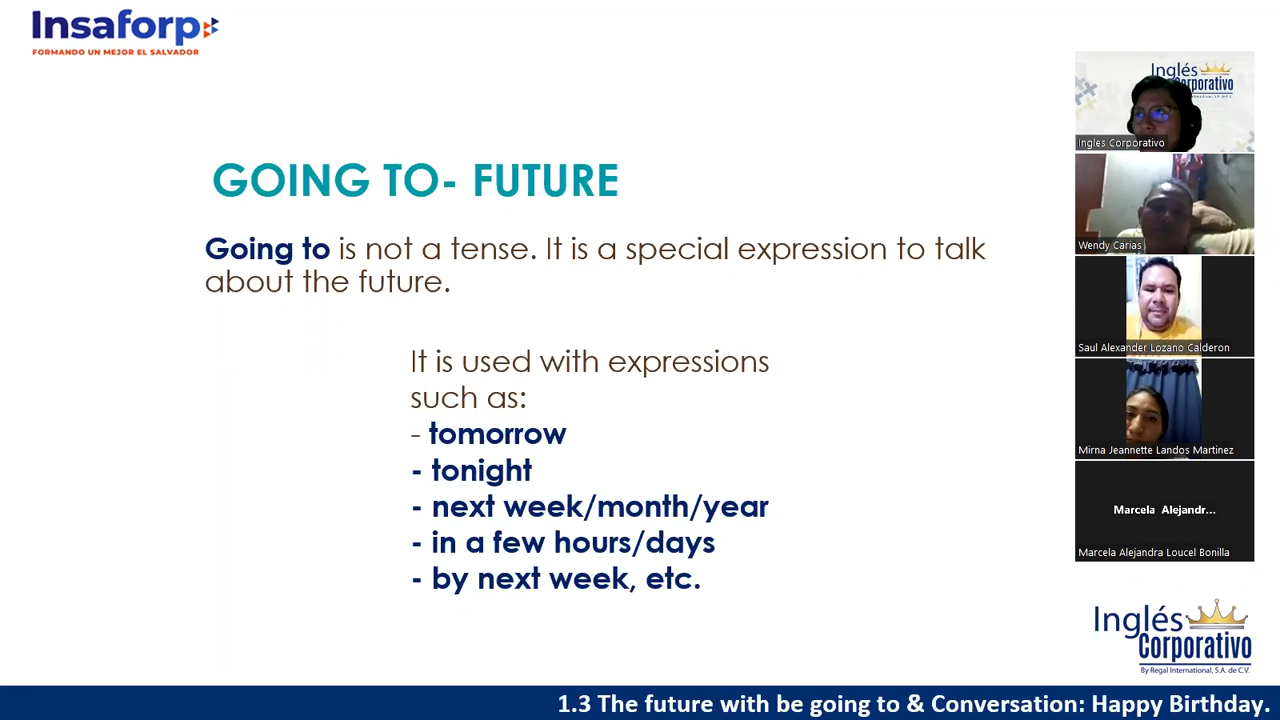 Insaforp
FORMANDO UN MEJOR EL SALVADOR
GOING TO- FUTURE
Going to is not a tense. It is a special expression to talk
about the future.
It is used with expressions
such as:
- tomorrow
- tonight
- next week/month/year
- in a few hours/days
- by next week, etc.
Inglés
Corporativo
Ingles Corporativo
Wendy Carias
Saul Alexander Lozano Calderon
Mirna Jeannette Landos Martínez
Marcela Alejandr...
Marcela Alejandra Loucel Bonilla
Inglés
Corporativo
By Regal International, S.A. de C.V.
1.3 The future with be going to & Conversation: Happy Birthday.